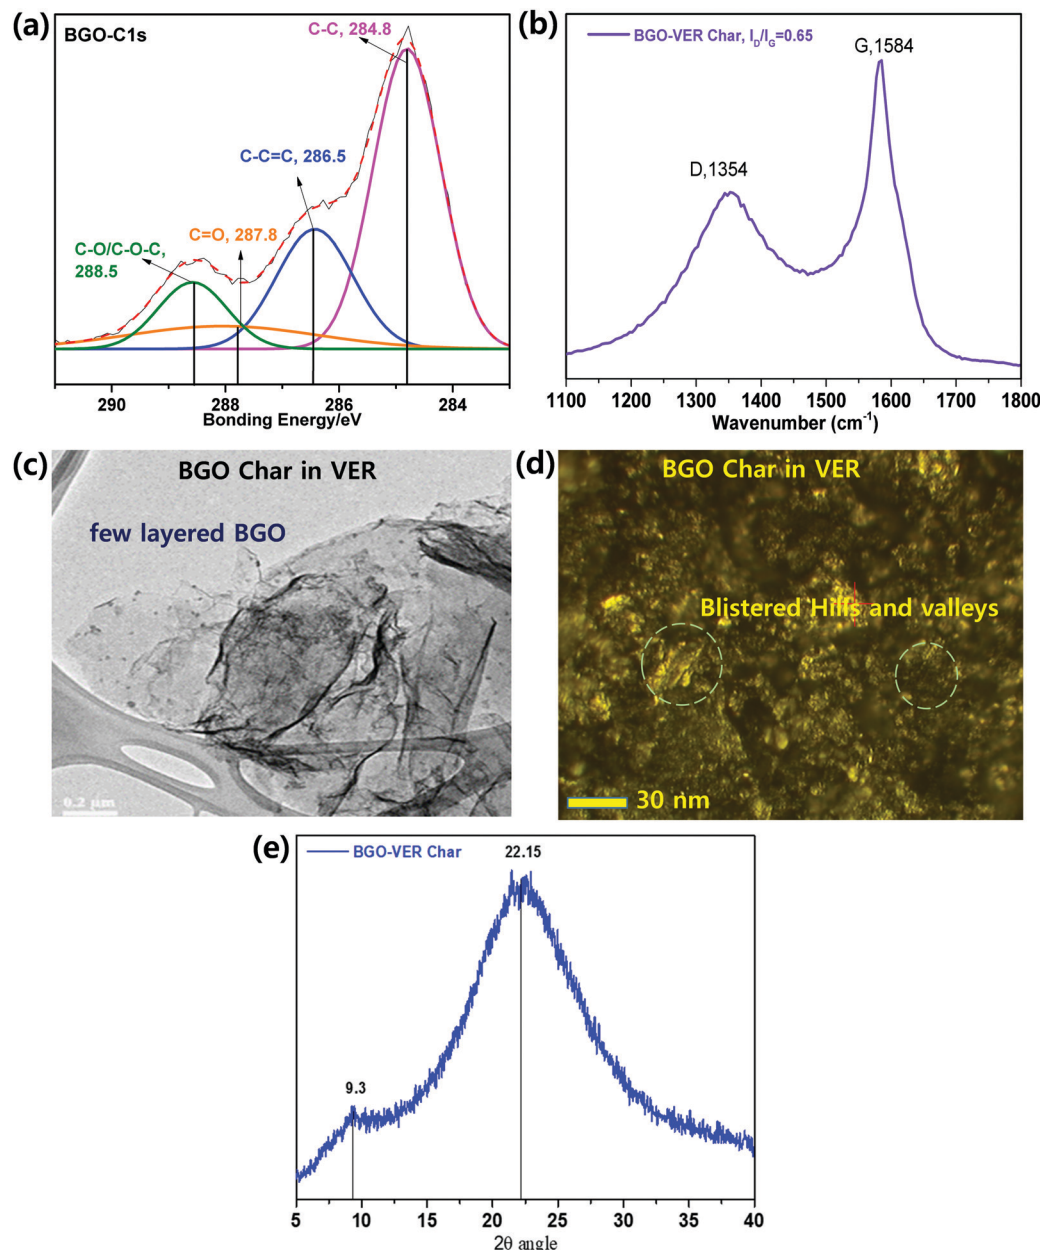 (a)
BGO-C1s
C-C, 284.8
C-C=C, 286.5
C=O, 287.8
C-O/C-O-C,
288.5
290 288 286 284
Bonding Energy/eV
(b)
BGO-VER Char, I_D/I_G=0.65
G,1584
D,1354
1100 1200 1300 1400 1500 1600 1700 1800
Wavenumber (cm⁻¹)
(c)
BGO Char in VER
few layered BGO
0.2 μm
(d)
BGO Char in VER
Blistered Hills and valleys
30 nm
(e)
BGO-VER Char
22.15
9.3
5 10 15 20 25 30 35 40
2θ angle